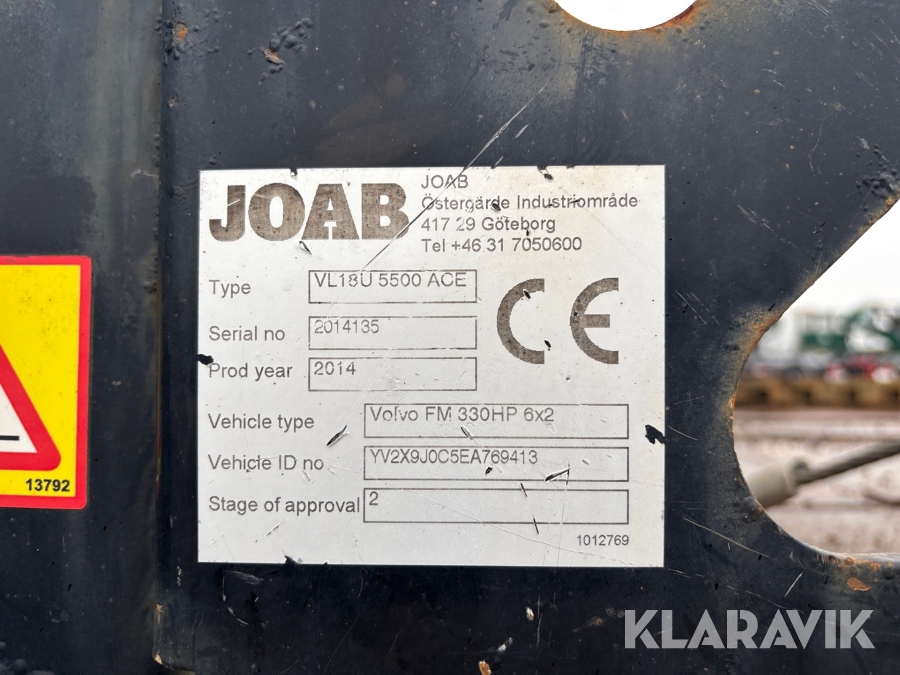 JOAB
JOAB
Östergärde Industriområde
417 29 Göteborg
Tel +46 31 7050600
Type VL18U 5500 ACE
Serial no 2014135
Prod year 2014
CE
Vehicle type Volvo FM 330HP 6x2
Vehicle ID no YV2X9J0C5EA769413
Stage of approval 2
1012769
13792
KLARAVIK